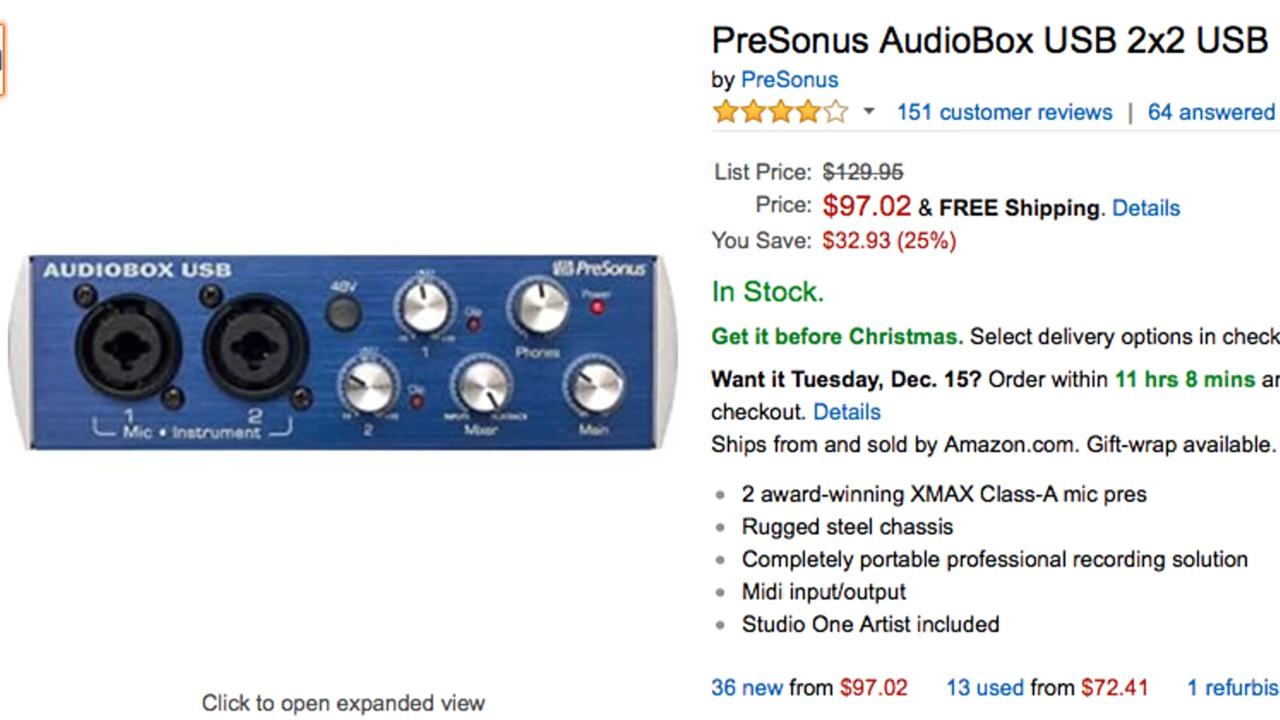 PreSonus AudioBox USB 2x2 USB
by PreSonus
151 customer reviews | 64 answered
List Price: $129.95
Price: $97.02 & FREE Shipping. Details
You Save: $32.93 (25%)
In Stock.
Get it before Christmas. Select delivery options in check
Want it Tuesday, Dec. 15? Order within 11 hrs 8 mins an
checkout. Details
Ships from and sold by Amazon.com. Gift-wrap available.
2 award-winning XMAX Class-A mic pres
Rugged steel chassis
Completely portable professional recording solution
Midi input/output
Studio One Artist included
36 new from $97.02 13 used from $72.41 1 refurbis
AUDIOBOX USB
PreSonus
48V
Clip
Power
1
Phones
Clip
1 2
Mic • Instrument
2
Mixer
Main
Click to open expanded view